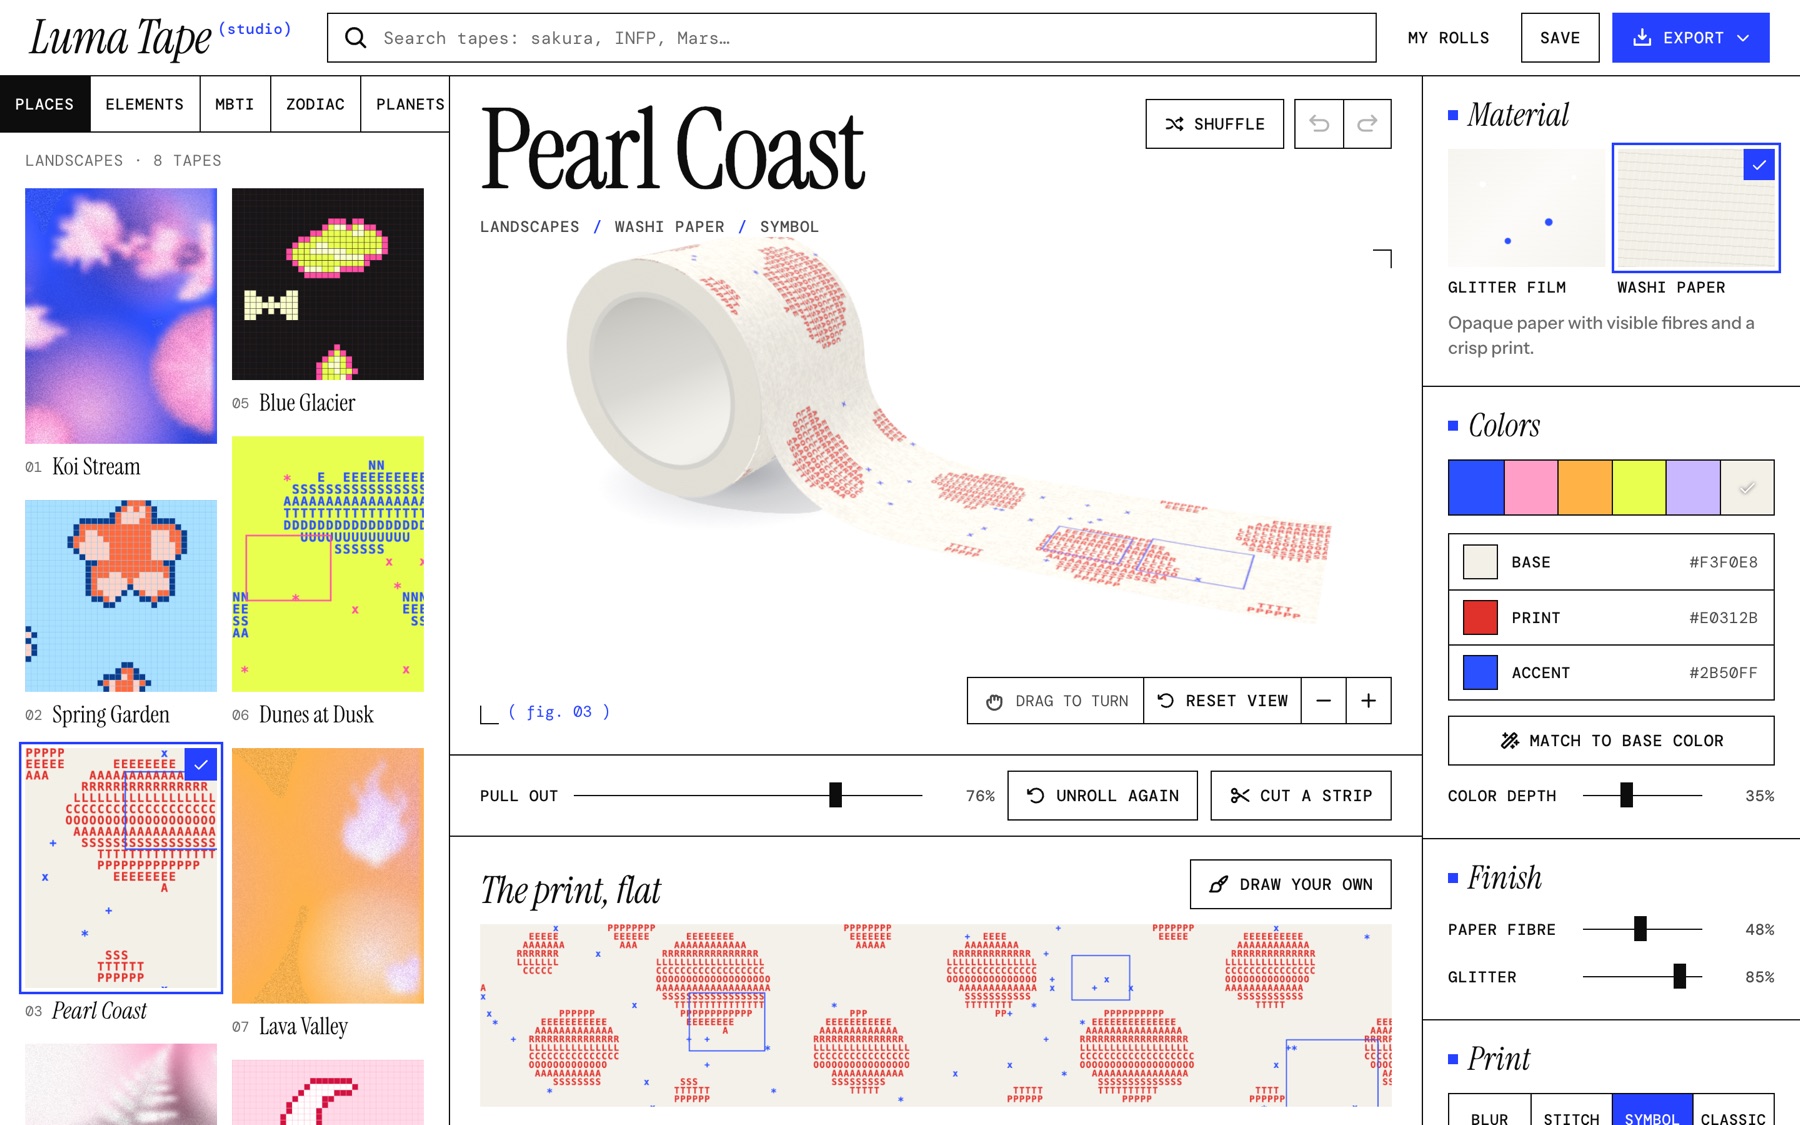 Luma Tape (studio)
Search tapes: sakura, INFP, Mars…
MY ROLLS
SAVE
EXPORT
PLACES
ELEMENTS
MBTI
ZODIAC
PLANETS
LANDSCAPES · 8 TAPES
01 Koi Stream
05 Blue Glacier
02 Spring Garden
06 Dunes at Dusk
03 Pearl Coast
07 Lava Valley
Pearl Coast
LANDSCAPES / WASHI PAPER / SYMBOL
SHUFFLE
( fig. 03 )
DRAG TO TURN
RESET VIEW
PULL OUT
76%
UNROLL AGAIN
CUT A STRIP
The print, flat
DRAW YOUR OWN
Material
GLITTER FILM
WASHI PAPER
Opaque paper with visible fibres and a
crisp print.
Colors
BASE #F3F0E8
PRINT #E0312B
ACCENT #2B50FF
MATCH TO BASE COLOR
COLOR DEPTH 35%
Finish
PAPER FIBRE 48%
GLITTER 85%
Print
BLUR
STITCH
SYMBOL
CLASSIC